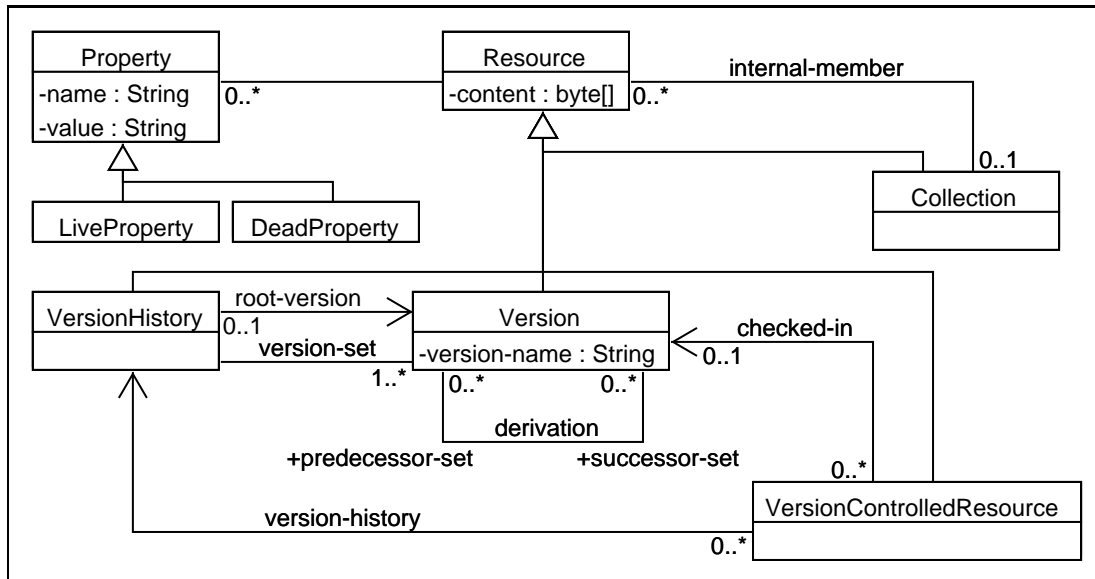 Property
-name : String
-value : String
0..*
Resource
-content : byte[]
0..*
internal-member
0..1
Collection
LiveProperty
DeadProperty
VersionHistory
root-version
0..1
version-set
1..*
Version
-version-name : String
checked-in
0..1
0..*
0..*
derivation
+predecessor-set
+successor-set
0..*
VersionControlledResource
version-history
0..*